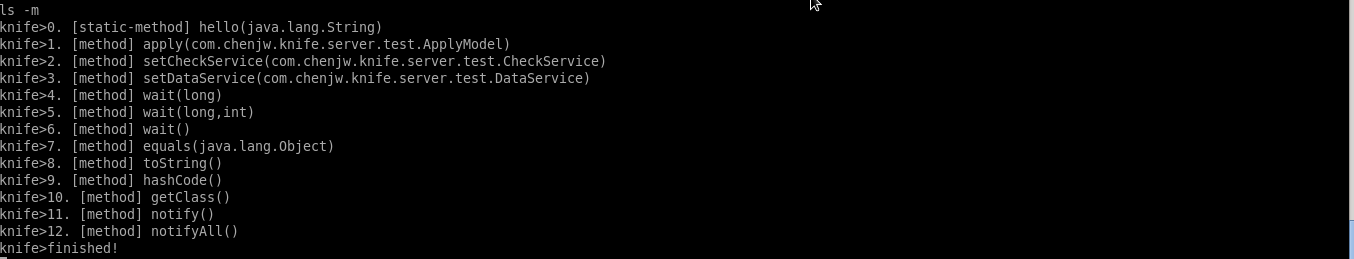 ls -m
knife>0. [static-method] hello(java.lang.String)
knife>1. [method] apply(com.chenjw.knife.server.test.ApplyModel)
knife>2. [method] setCheckService(com.chenjw.knife.server.test.CheckService)
knife>3. [method] setDataService(com.chenjw.knife.server.test.DataService)
knife>4. [method] wait(long)
knife>5. [method] wait(long,int)
knife>6. [method] wait()
knife>7. [method] equals(java.lang.Object)
knife>8. [method] toString()
knife>9. [method] hashCode()
knife>10. [method] getClass()
knife>11. [method] notify()
knife>12. [method] notifyAll()
knife>finished!